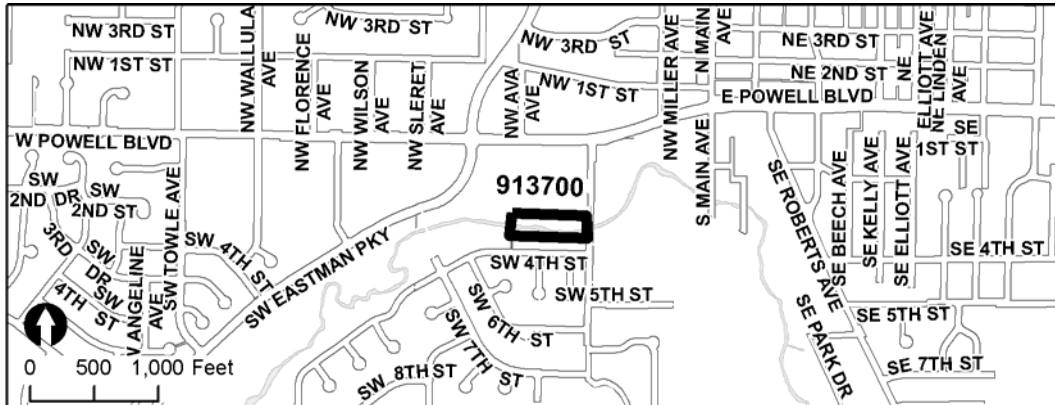 NW 3RD ST
NW 1ST ST
NW WALLULA
AVE
NW FLORENCE
AVE
NW WILSON
AVE
NW SLERET
AVE
NW AVA
AVE
NW 3RD ST
NW 1ST ST
NW MILLER AVE
N MAIN
AVE
NE 3RD ST
NE 2ND ST
NE
ELLIOTT AVE
NE LINDEN
AVE
E POWELL BLVD
W POWELL BLVD
SE
1ST ST
SW
2ND DR
SW
2ND ST
SW TOWLE AVE
3RD
DR
SW
SW
4TH ST
ANGELINE
AVE
SW 4TH ST
SW EASTMAN PKY
913700
SW 4TH ST
SW 5TH ST
SW 6TH ST
SW 7TH ST
SW 8TH ST
S MAIN AVE
SE ROBERTS AVE
SE BEECH AVE
SE KELLY AVE
SE ELLIOTT AVE
SE 4TH ST
SE 5TH ST
SE 7TH ST
SE PARK DR
0 500 1,000 Feet